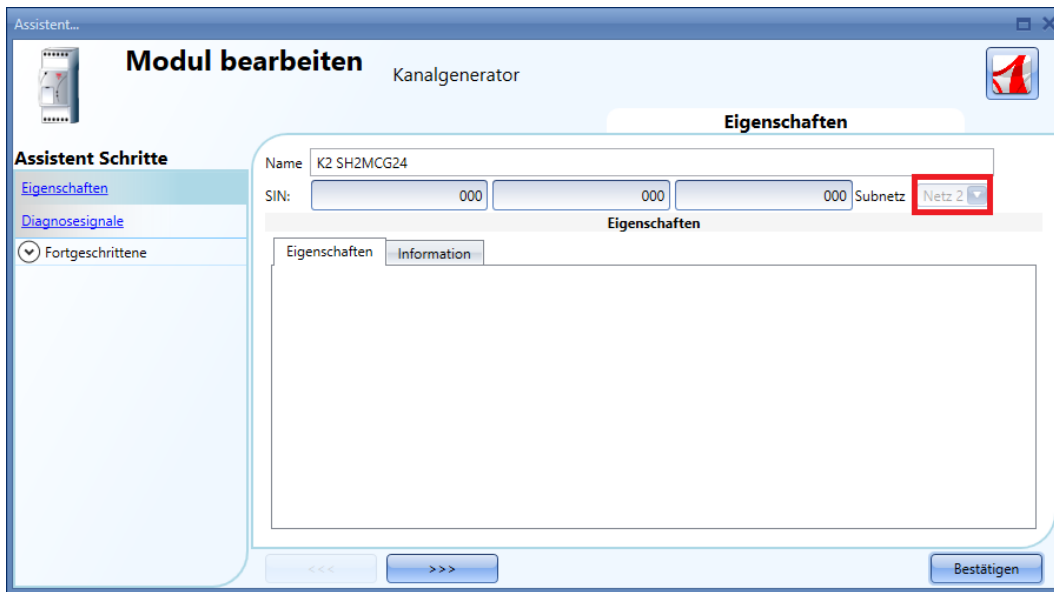 Assistent...
Modul bearbeiten
Kanalgenerator
Eigenschaften
Assistent Schritte
Eigenschaften
Diagnosesignale
Fortgeschrittene
Name K2 SH2MCG24
SIN: 000 000 000 Subnetz Netz 2
Eigenschaften
Eigenschaften Information
<<< >>> Bestätigen